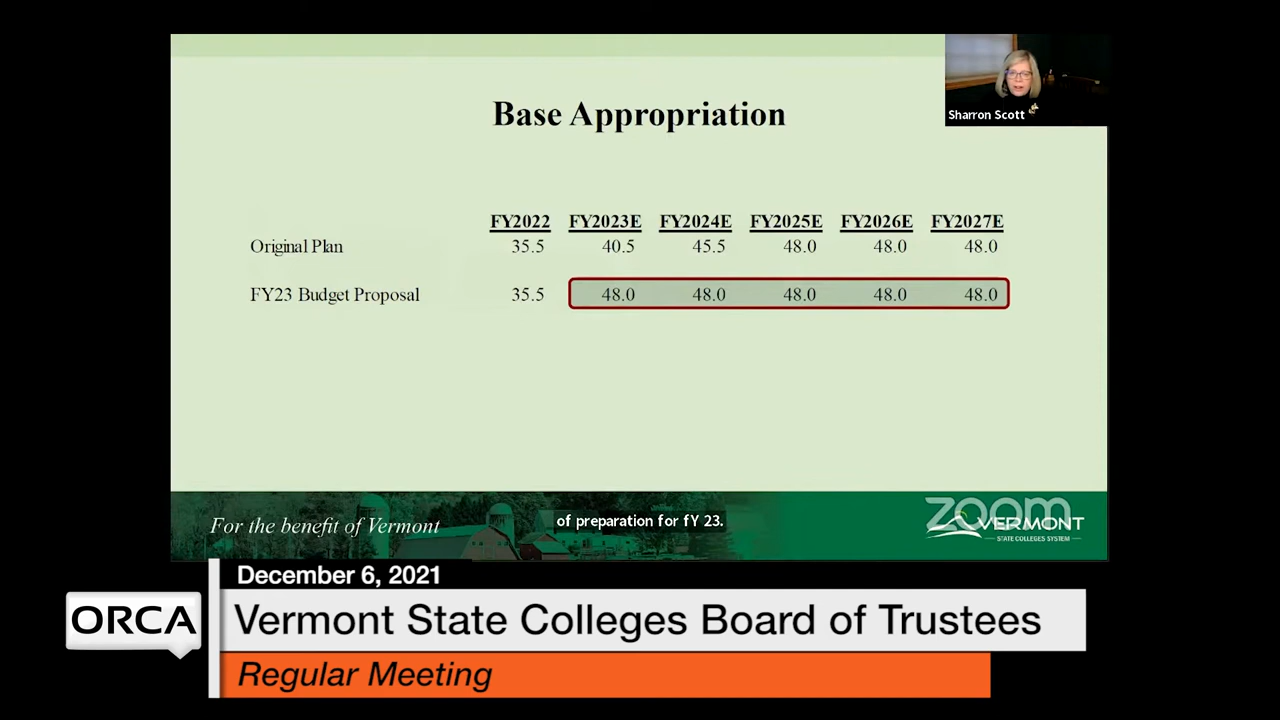 Base Appropriation
Sharron Scott
FY2022 FY2023E FY2024E FY2025E FY2026E FY2027E
Original Plan 35.5 40.5 45.5 48.0 48.0 48.0
FY23 Budget Proposal 35.5 48.0 48.0 48.0 48.0 48.0
For the benefit of Vermont
of preparation for fY 23.
zoom
VERMONT
STATE COLLEGES SYSTEM
December 6, 2021
ORCA
Vermont State Colleges Board of Trustees
Regular Meeting